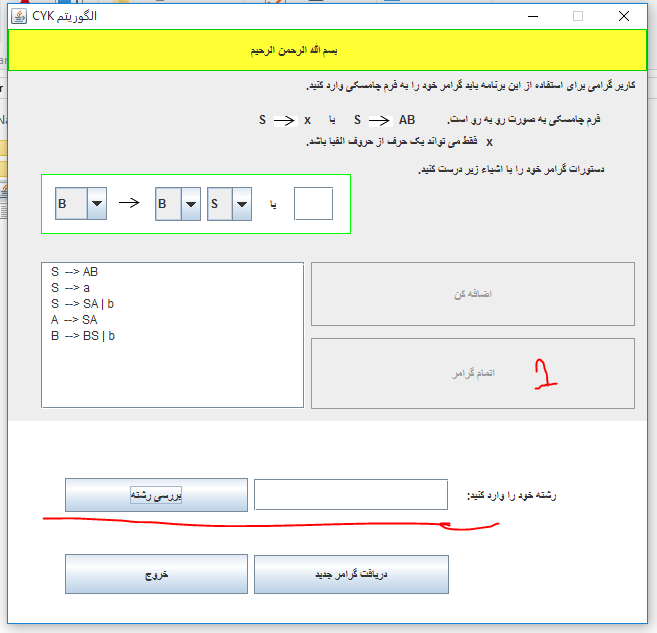 الگوریتم CYK
بسم الله الرحمن الرحیم
کاربر گرامی برای استفاده از این برنامه باید گرامر خود را به فرم چامسکی وارد کنید.
فرم چامسکی به صورت رو به رو است. S → AB یا S → x
x فقط می تواند یک حرف از حروف الفبا باشد.
دستورات گرامر خود را با اشیاء زیر درست کنید.
B → B S یا
S --> AB
S --> a
S --> SA | b
A --> SA
B --> BS | b
اضافه کن
اتمام گرامر 1
رشته خود را وارد کنید:
بررسی رشته
دریافت گرامر جدید
خروج